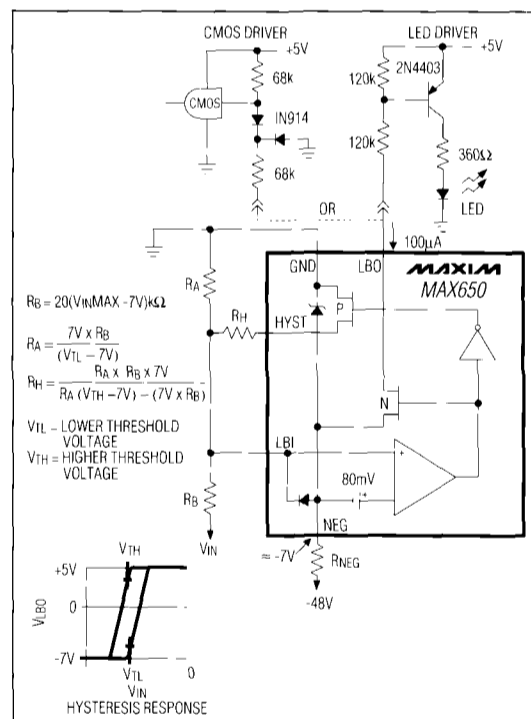 CMOS DRIVER
LED DRIVER
+5V
+5V
2N4403
68k
120k
CMOS
IN914
120k
68k
360Ω
LED
OR
100µA
GND
LBO
MAXIM
MAX650
RA
RB = 20(VINMAX -7V)kΩ
RH
HYST
P
RA = 7V x RB
(VTL – 7V)
RH = RA x RB x 7V
RA (VTH –7V) – (7V x RB)
N
VTL – LOWER THRESHOLD
VOLTAGE
VTH = HIGHER THRESHOLD
VOLTAGE
LBI
+
80mV
RB
NEG
VIN
= -7V
RNEG
-48V
VTH
+5V
VLBO
0
-7V
VTL
0
VIN
HYSTERESIS RESPONSE